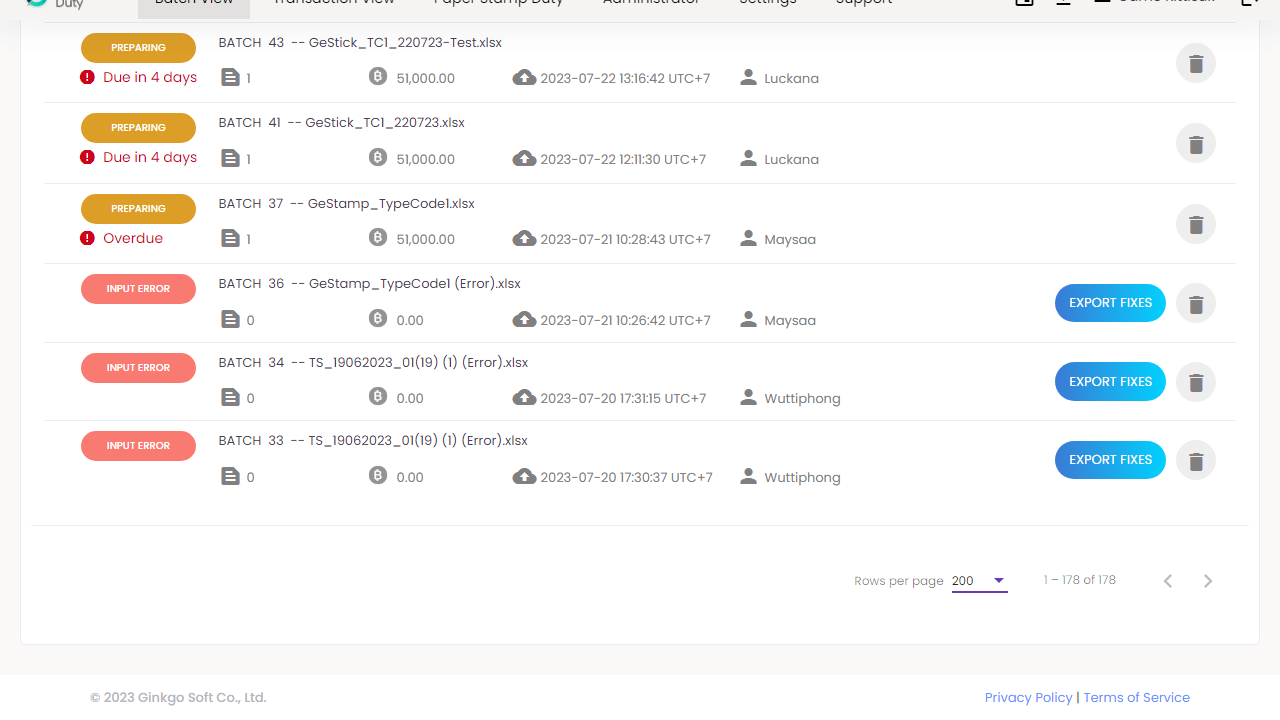 Duty Batch View Transaction View Paper Stamp Duty Administrator Settings Support
PREPARING BATCH 43 -- GeStick_TC1_220723-Test.xlsx
Due in 4 days 1 51,000.00 2023-07-22 13:16:42 UTC+7 Luckana
PREPARING BATCH 41 -- GeStick_TC1_220723.xlsx
Due in 4 days 1 51,000.00 2023-07-22 12:11:30 UTC+7 Luckana
PREPARING BATCH 37 -- GeStamp_TypeCode1.xlsx
Overdue 1 51,000.00 2023-07-21 10:28:43 UTC+7 Maysaa
INPUT ERROR BATCH 36 -- GeStamp_TypeCode1 (Error).xlsx
0 0.00 2023-07-21 10:26:42 UTC+7 Maysaa EXPORT FIXES
INPUT ERROR BATCH 34 -- TS_19062023_01(19) (1) (Error).xlsx
0 0.00 2023-07-20 17:31:15 UTC+7 Wuttiphong EXPORT FIXES
INPUT ERROR BATCH 33 -- TS_19062023_01(19) (1) (Error).xlsx
0 0.00 2023-07-20 17:30:37 UTC+7 Wuttiphong EXPORT FIXES
Rows per page 200 1 – 178 of 178
© 2023 Ginkgo Soft Co., Ltd. Privacy Policy | Terms of Service